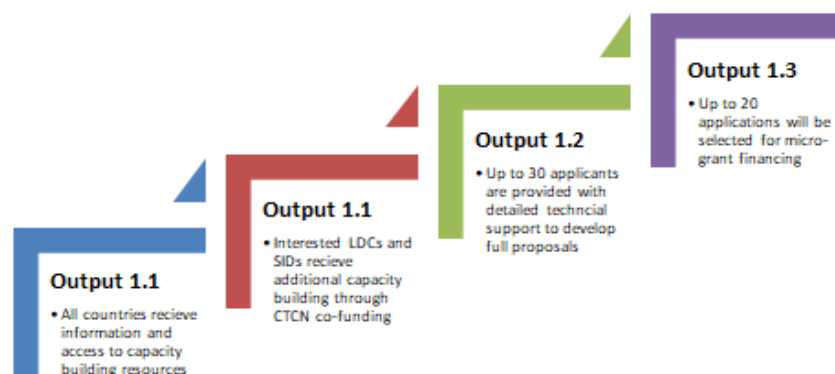 Output 1.1
• All countries recieve
information and
access to capacity
building resources
Output 1.1
• Interested LDCs and
SIDs recieve
additional capacity
building through
CTCN co-funding
Output 1.2
• Up to 30 applicants
are provided with
detailed techncial
support to develop
full proposals
Output 1.3
• Up to 20
applications will be
selected for micro-
grant financing